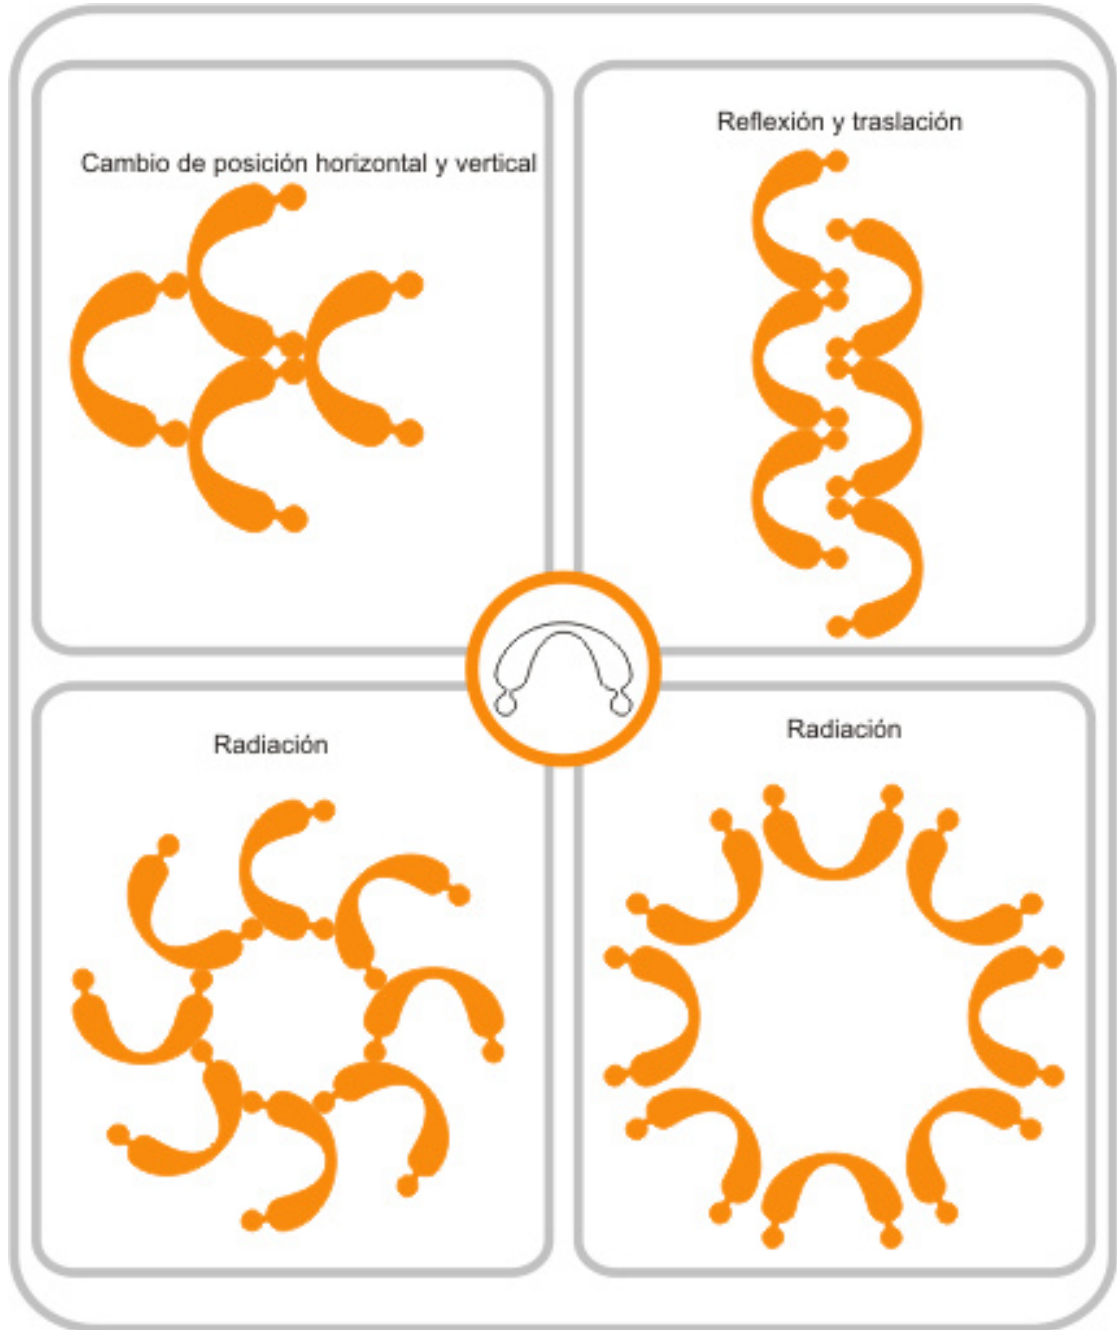 Cambio de posición horizontal y vertical
Reflexión y traslación
Radiación
Radiación